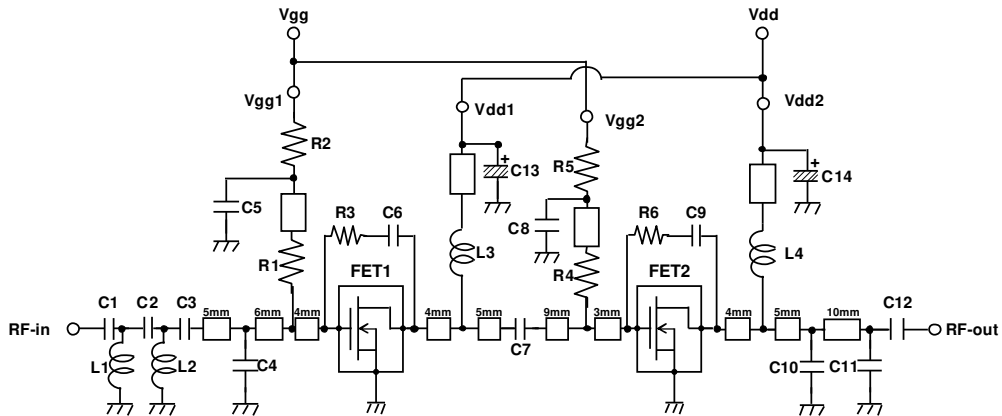 Vgg
Vdd
Vgg1
Vdd1
Vgg2
Vdd2
R2
+
C13
R5
+
C14
C5
R3
C6
C8
R6
C9
R1
L3
L4
FET1
R4
FET2
C1
C2
C3
5mm
6mm
4mm
4mm
5mm
9mm
3mm
4mm
5mm
10mm
C12
RF-in
RF-out
C7
L1
L2
C4
C10
C11